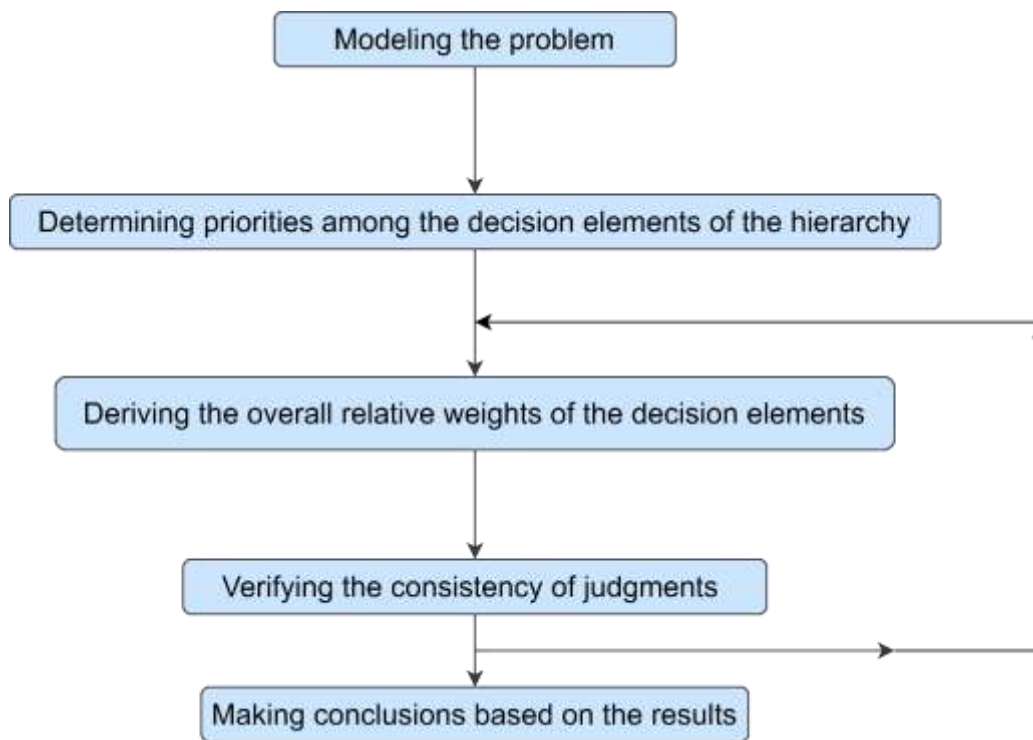 Modeling the problem
Determining priorities among the decision elements of the hierarchy
Deriving the overall relative weights of the decision elements
Verifying the consistency of judgments
Making conclusions based on the results